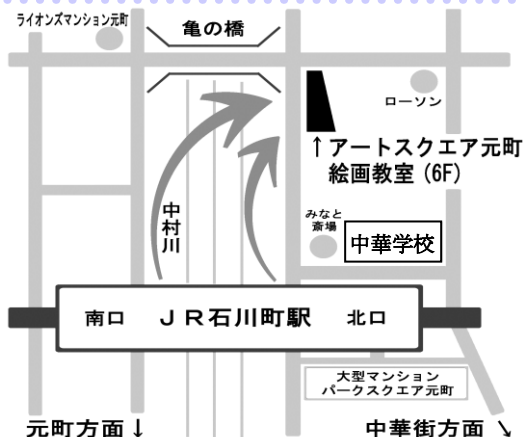 ライオンズマンション元町
亀の橋
ローソン
↑アートスクエア元町
絵画教室 (6F)
中村川
みなと
斎場
中華学校
南口 JR石川町駅 北口
大型マンション
パークスクエア元町
元町方面↓
中華街方面↘